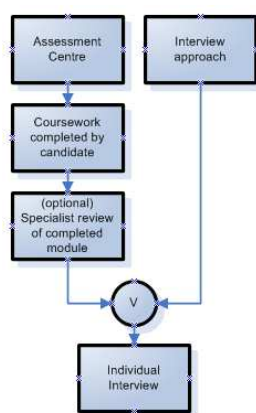 Assessment
Centre
Interview
approach
Coursework
completed by
candidate
(optional)
Specialist review
of completed
module
V
Individual
Interview